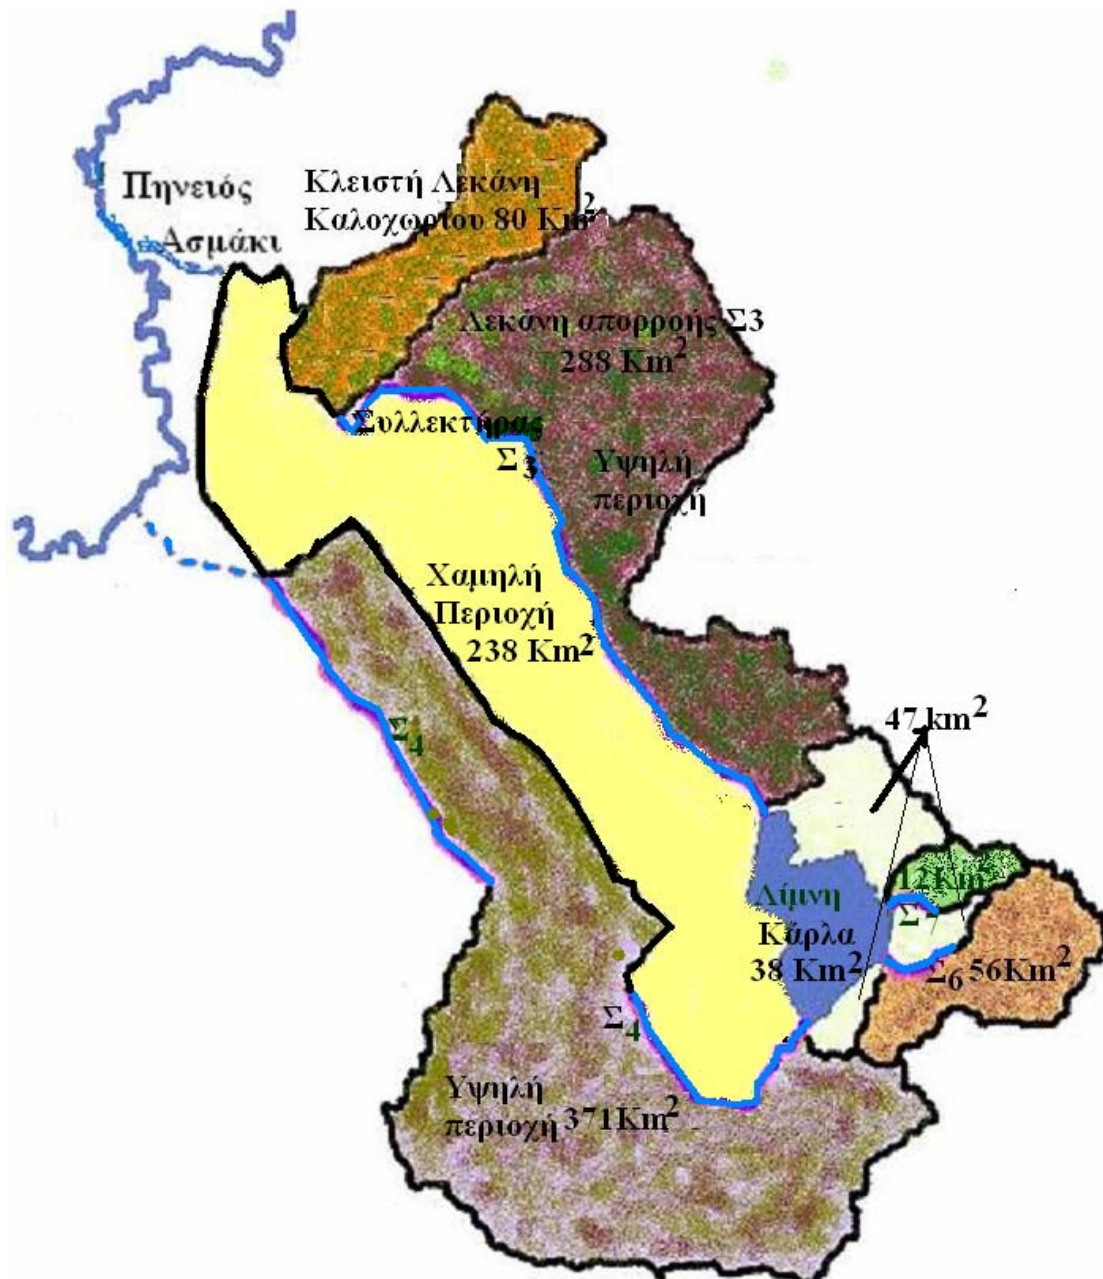 Πηνειός
Ασμάκι
Κλειστή Λεκάνη
Καλοχωρίου 80 Km2
Λεκάνη απορροής Σ3
288 Km2
Συλλεκτήρας
Σ3
Υψηλή
περιοχή
Χαμηλή
Περιοχή
238 Km2
Σ4
47 km2
12Km2
Λίμνη
Κάρλα
38 Km2
Σ7
Σ6 56Km2
Σ4
Υψηλή
περιοχή 371Km2